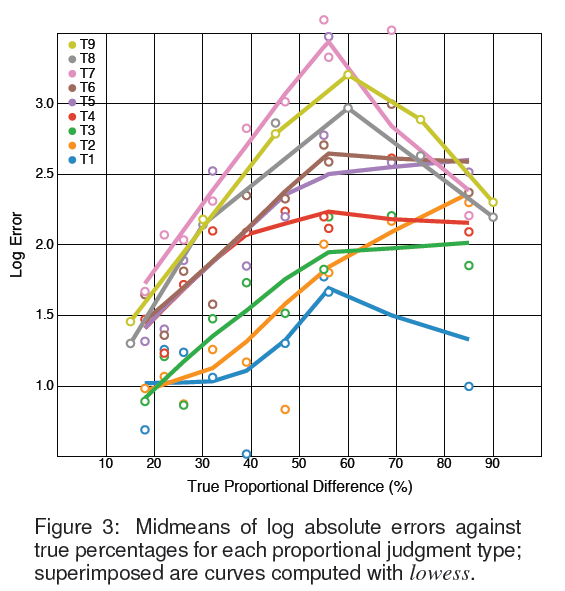 T9
T8
T7
T6
T5
T4
T3
T2
T1
3.0
2.5
2.0
1.5
1.0
Log Error
10 20 30 40 50 60 70 80 90
True Proportional Difference (%)
Figure 3: Midmeans of log absolute errors against
true percentages for each proportional judgment type;
superimposed are curves computed with lowess.